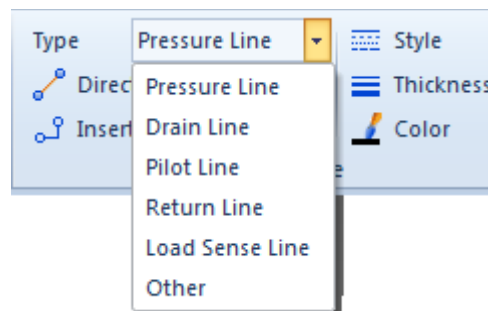 Type Pressure Line Style
Direc Pressure Line Thickness
Insert Drain Line Color
Pilot Line
Return Line
Load Sense Line
Other